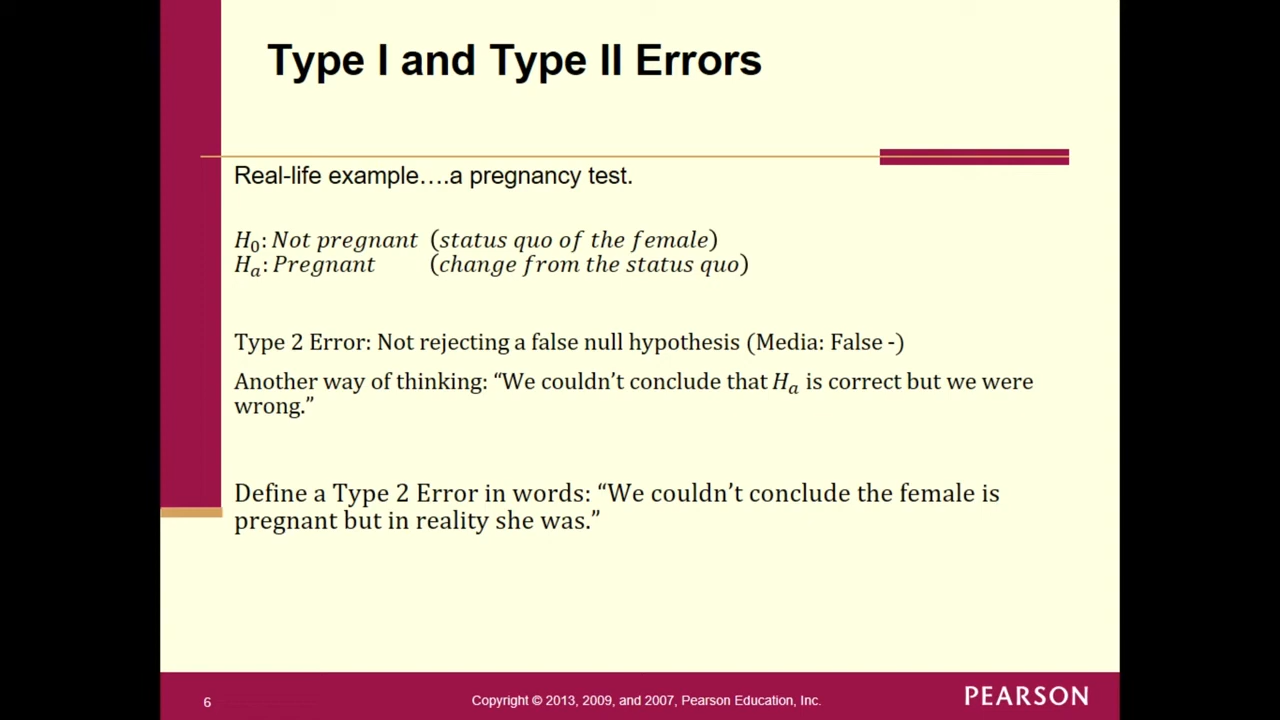 Type I and Type II Errors
Real-life example….a pregnancy test.
H₀: Not pregnant (status quo of the female)
Hₐ: Pregnant (change from the status quo)
Type 2 Error: Not rejecting a false null hypothesis (Media: False -)
Another way of thinking: “We couldn’t conclude that Hₐ is correct but we were
wrong.”
Define a Type 2 Error in words: “We couldn’t conclude the female is
pregnant but in reality she was.”
6
Copyright © 2013, 2009, and 2007, Pearson Education, Inc.
PEARSON